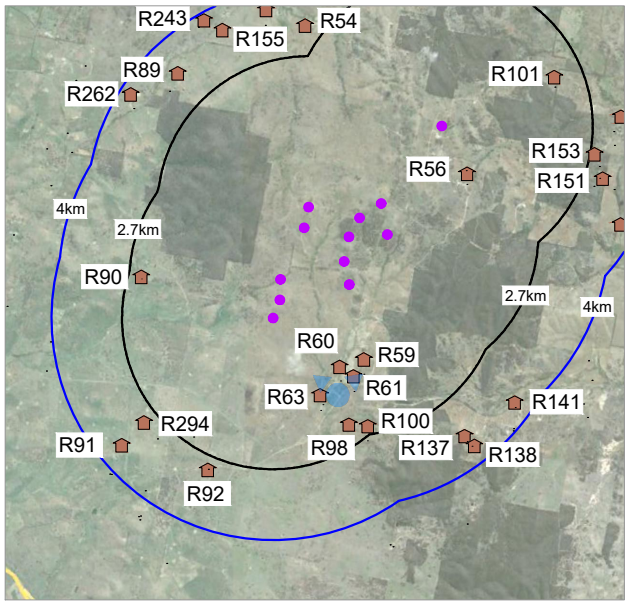 R243
R54
R155
R89
R101
R262
R153
R56
R151
4km
2.7km
R90
2.7km
4km
R60
R59
R61
R63
R141
R294
R100
R91
R98
R137
R138
R92